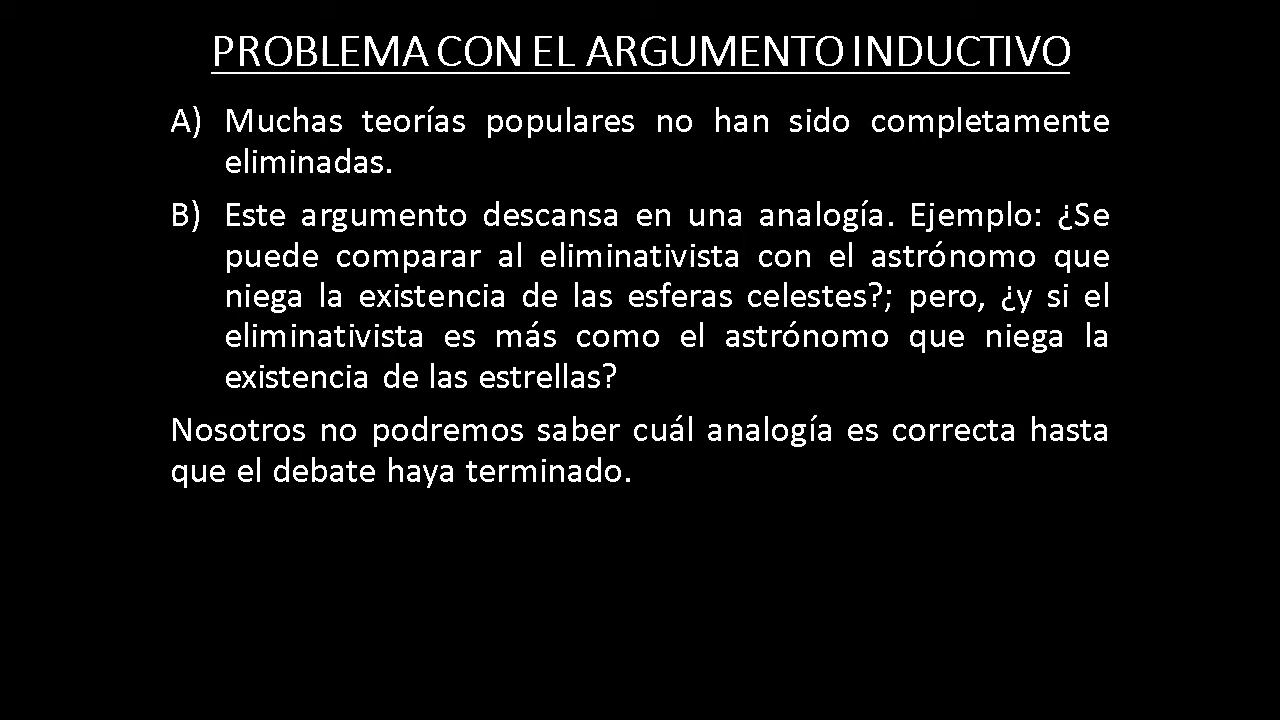 PROBLEMA CON EL ARGUMENTO INDUCTIVO
A) Muchas teorías populares no han sido completamente
eliminadas.
B) Este argumento descansa en una analogía. Ejemplo: ¿Se
puede comparar al eliminativista con el astrónomo que
niega la existencia de las esferas celestes?; pero, ¿y si el
eliminativista es más como el astrónomo que niega la
existencia de las estrellas?
Nosotros no podremos saber cuál analogía es correcta hasta
que el debate haya terminado.